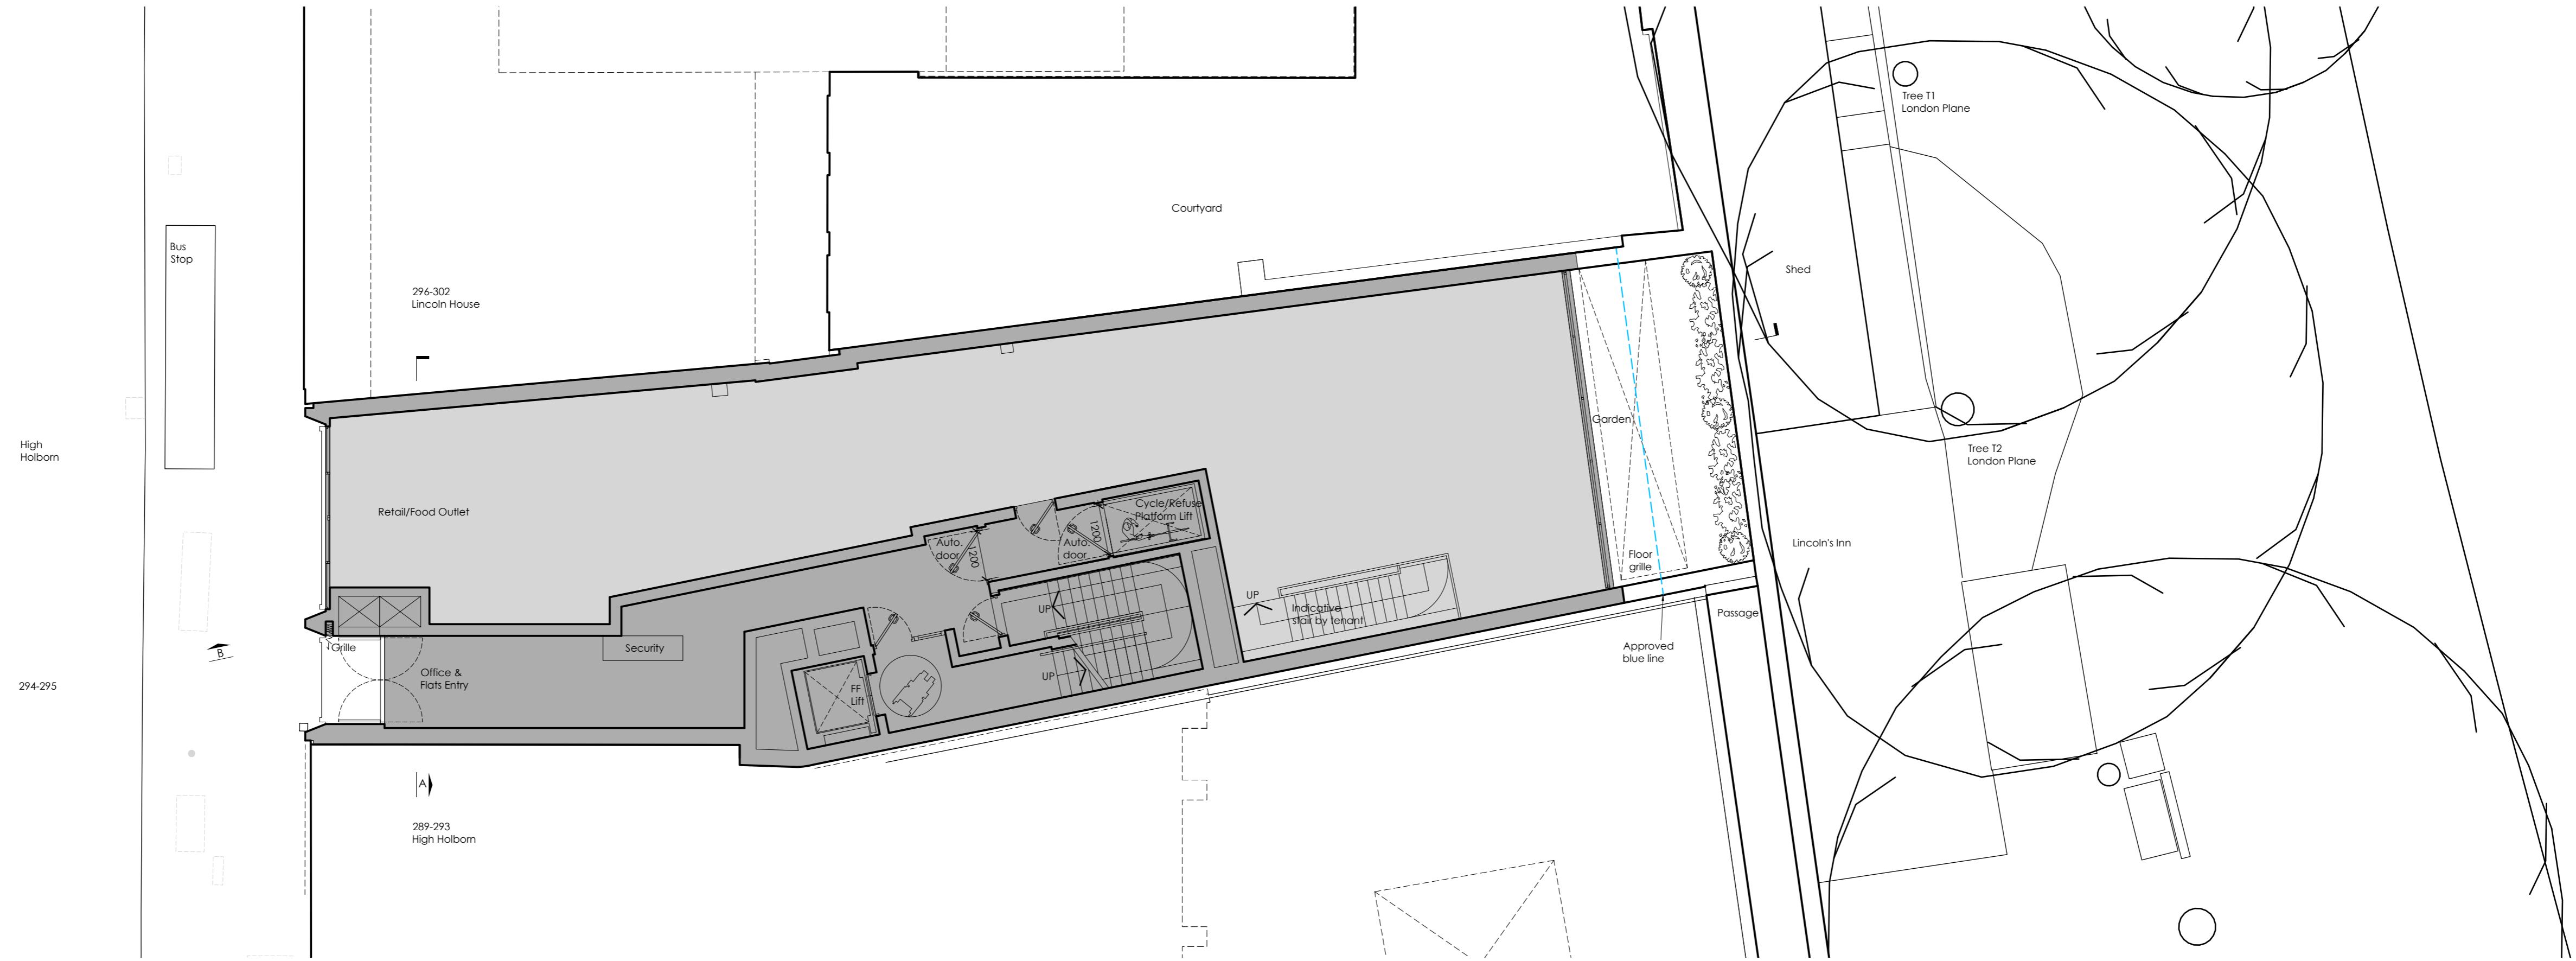 Tree T1
London Plane
Courtyard
Bus
Stop
Shed
296-302
Lincoln House
Garden
High
Holborn
Tree T2
London Plane
Retail/Food Outlet
Cycle/Refuse
Platform Lift
1200
Auto.
door
1200
Auto.
door
Lincoln's Inn
Floor
grille
UP
UP
Indicative
stair by tenant
Passage
Grille
B
Security
Approved
blue line
Office &
Flats Entry
UP
294-295
FF
Lift
A
289-293
High Holborn